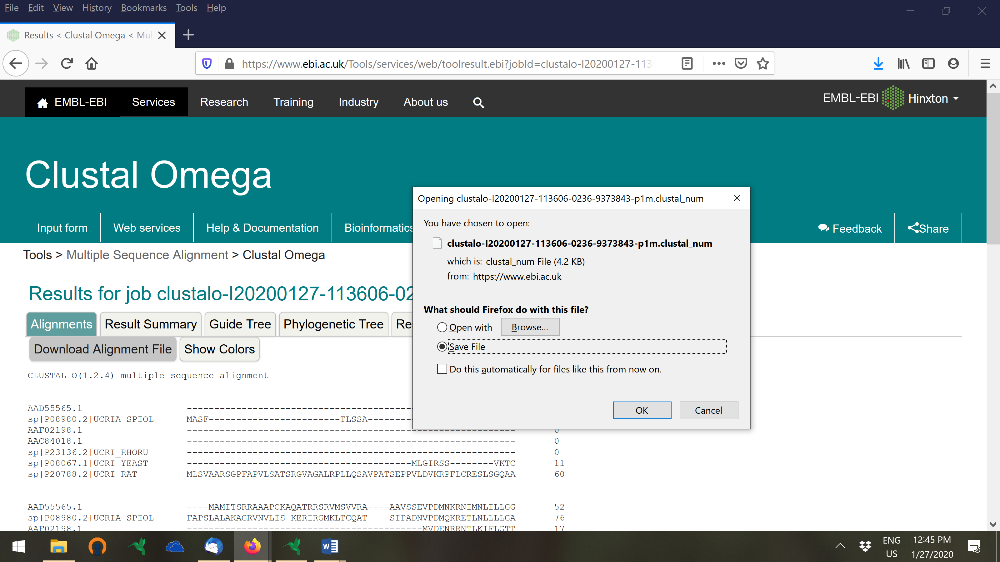 File Edit View History Bookmarks Tools Help
Results < Clustal Omega < Mul
https://www.ebi.ac.uk/Tools/services/web/toolresult.ebi?jobId=clustalo-I20200127-113
EMBL-EBI Services Research Training Industry About us EMBL-EBI Hinxton
Clustal Omega
Input form Web services Help & Documentation Bioinformatics Feedback Share
Tools > Multiple Sequence Alignment > Clustal Omega
Results for job clustalo-I20200127-113606-02
Alignments Result Summary Guide Tree Phylogenetic Tree Re
Download Alignment File Show Colors
CLUSTAL O(1.2.4) multiple sequence alignment
AAD55565.1 -----------------------------------------
sp|P08980.2|UCRIA_SPIOL MASF------------------------TLSSA--------
AAF02198.1 ------------------------------------------------------------ 0
AAC84018.1 ------------------------------------------------------------ 0
sp|P23136.2|UCRI_RHORU ------------------------------------------------------------ 0
sp|P08067.1|UCRI_YEAST -----------------------------------------MLGIRSS--------VKTC 11
sp|P20788.2|UCRI_RAT MLSVAARSGPFAPVLSATSRGVAGALRPLLQSAVPATSEPPVLDVKRPFLCRESLSGQAA 60
AAD55565.1 ----MAMITSRRAAAPCKAQATRRSRVMSVVRA----AAVSSEVPDMNKRNIMNLILLGG 52
sp|P08980.2|UCRIA_SPIOL FAPSLALAKAGRVNVLIS-KERIRGMKLTCQAT----SIPADNVPDMQKRETLNLLLLGA 76
AAF02198.1 -------------------------------------------MVDENRRNTLKIFLGTT 17
Opening clustalo-I20200127-113606-0236-9373843-p1m.clustal_num
You have chosen to open:
clustalo-I20200127-113606-0236-9373843-p1m.clustal_num
which is: clustal_num File (4.2 KB)
from: https://www.ebi.ac.uk
What should Firefox do with this file?
Open with Browse...
Save File
Do this automatically for files like this from now on.
OK Cancel
ENG 12:45 PM
US 1/27/2020